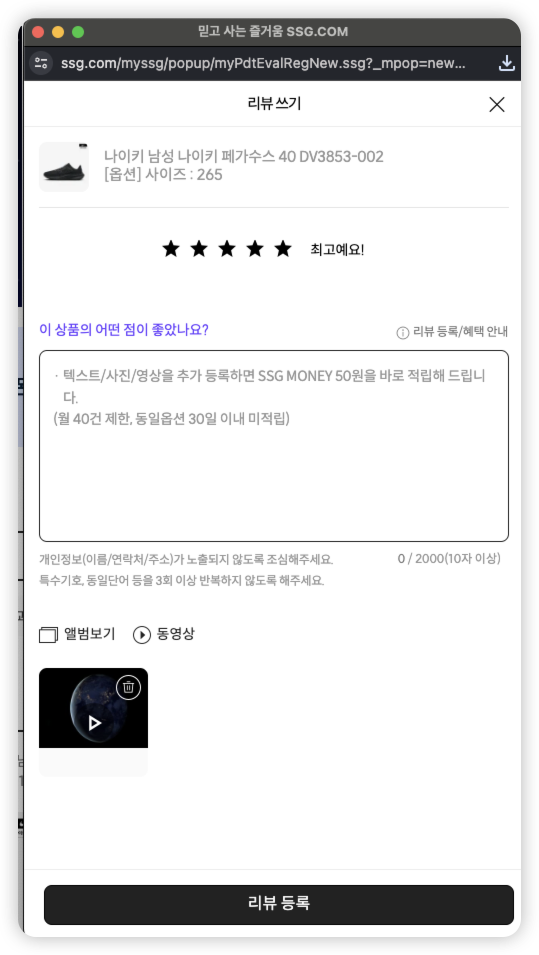 믿고 사는 즐거움 SSG.COM
ssg.com/myssg/popup/myPdtEvalRegNew.ssg?_mpop=new...
리뷰쓰기
나이키 남성 나이키 페가수스 40 DV3853-002
[옵션] 사이즈 : 265
최고예요!
이 상품의 어떤 점이 좋았나요?
리뷰 등록/혜택 안내
· 텍스트/사진/영상을 추가 등록하면 SSG MONEY 50원을 바로 적립해 드립니
다.
(월 40건 제한, 동일옵션 30일 이내 미적립)
개인정보(이름/연락처/주소)가 노출되지 않도록 조심해주세요.
0 / 2000(10자 이상)
특수기호, 동일단어 등을 3회 이상 반복하지 않도록 해주세요.
앨범보기
동영상
리뷰 등록